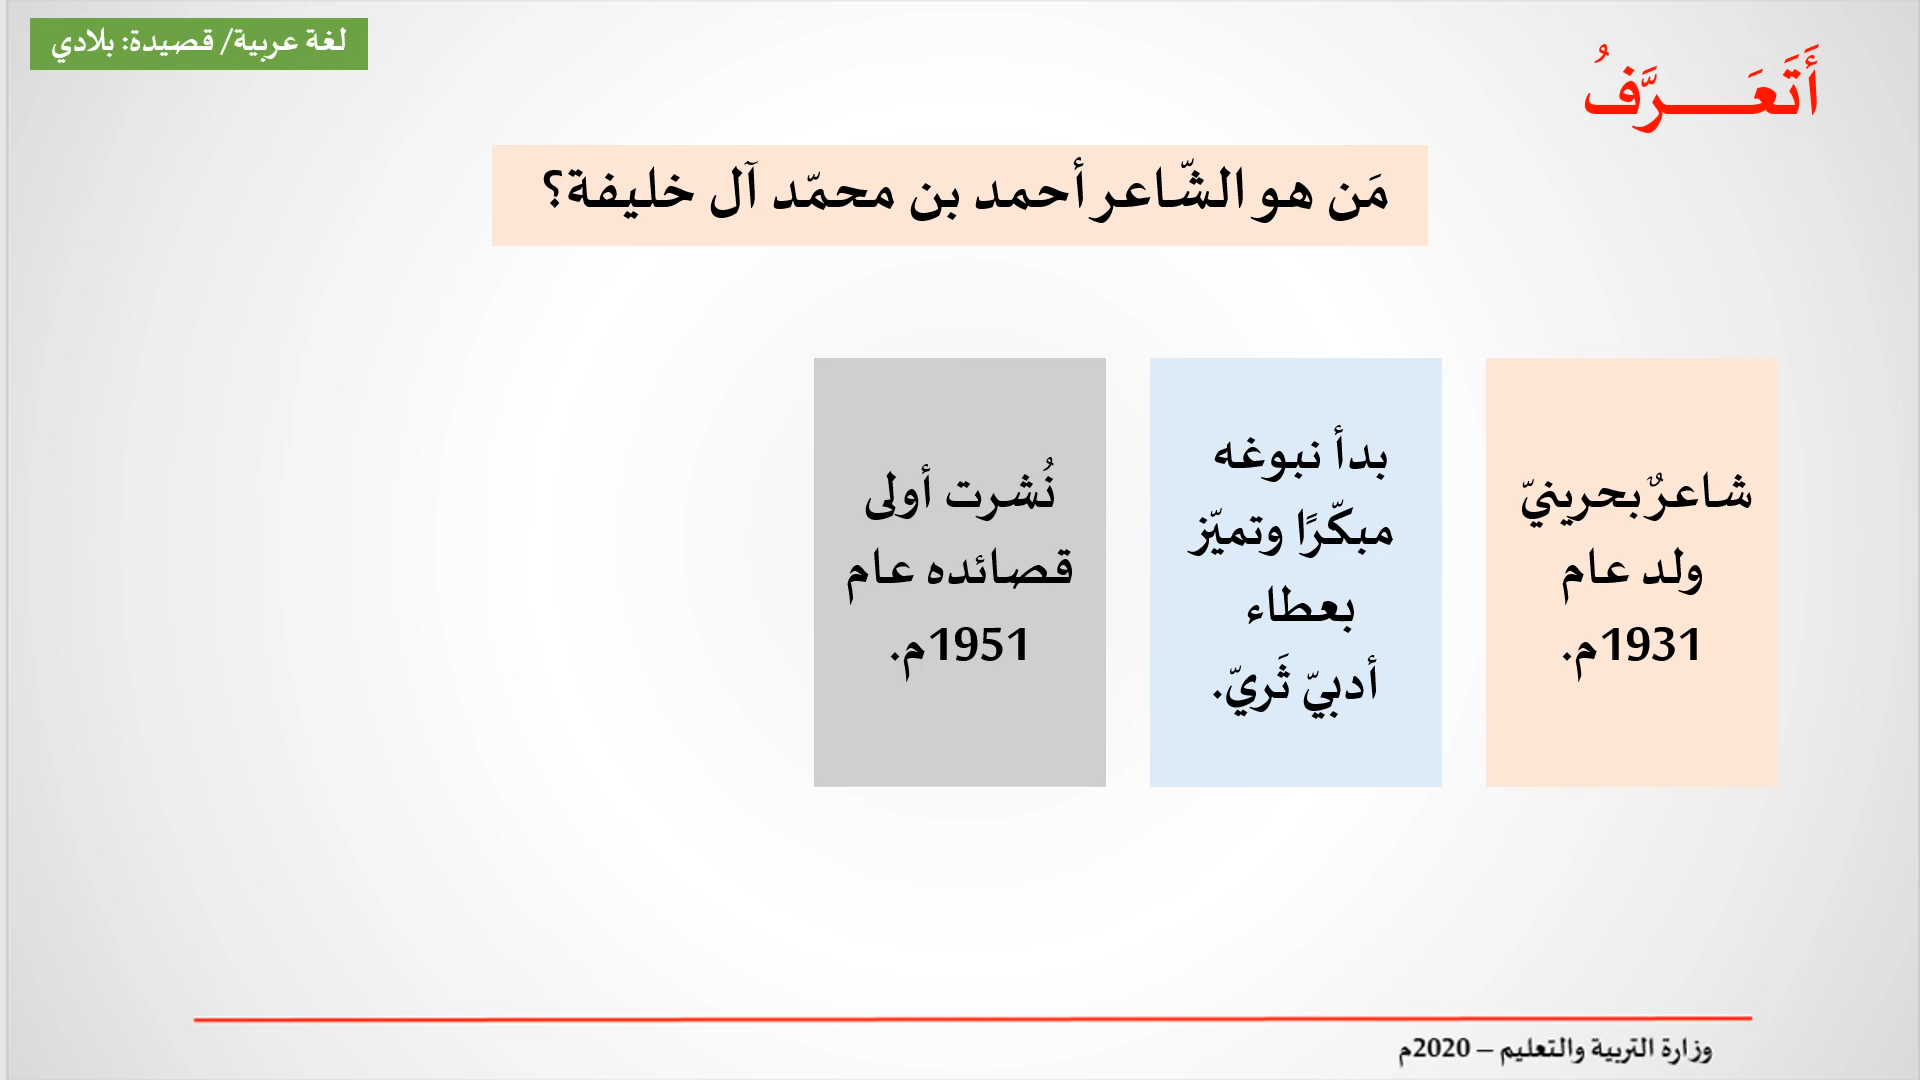 لغة عربية/ قصيدة: بلادي
أَتَعَـــــرَّفُ
مَن هو الشّاعر أحمد بن محمّد آل خليفة؟
شاعرٌ بحرينيّ
ولد عام
1931م.
بدأ نبوغه
مبكّرًا وتميّز
بعطاء
أدبيّ ثَريّ.
نُشرت أولى
قصائده عام
1951م.
وزارة التربية والتعليم – 2020م